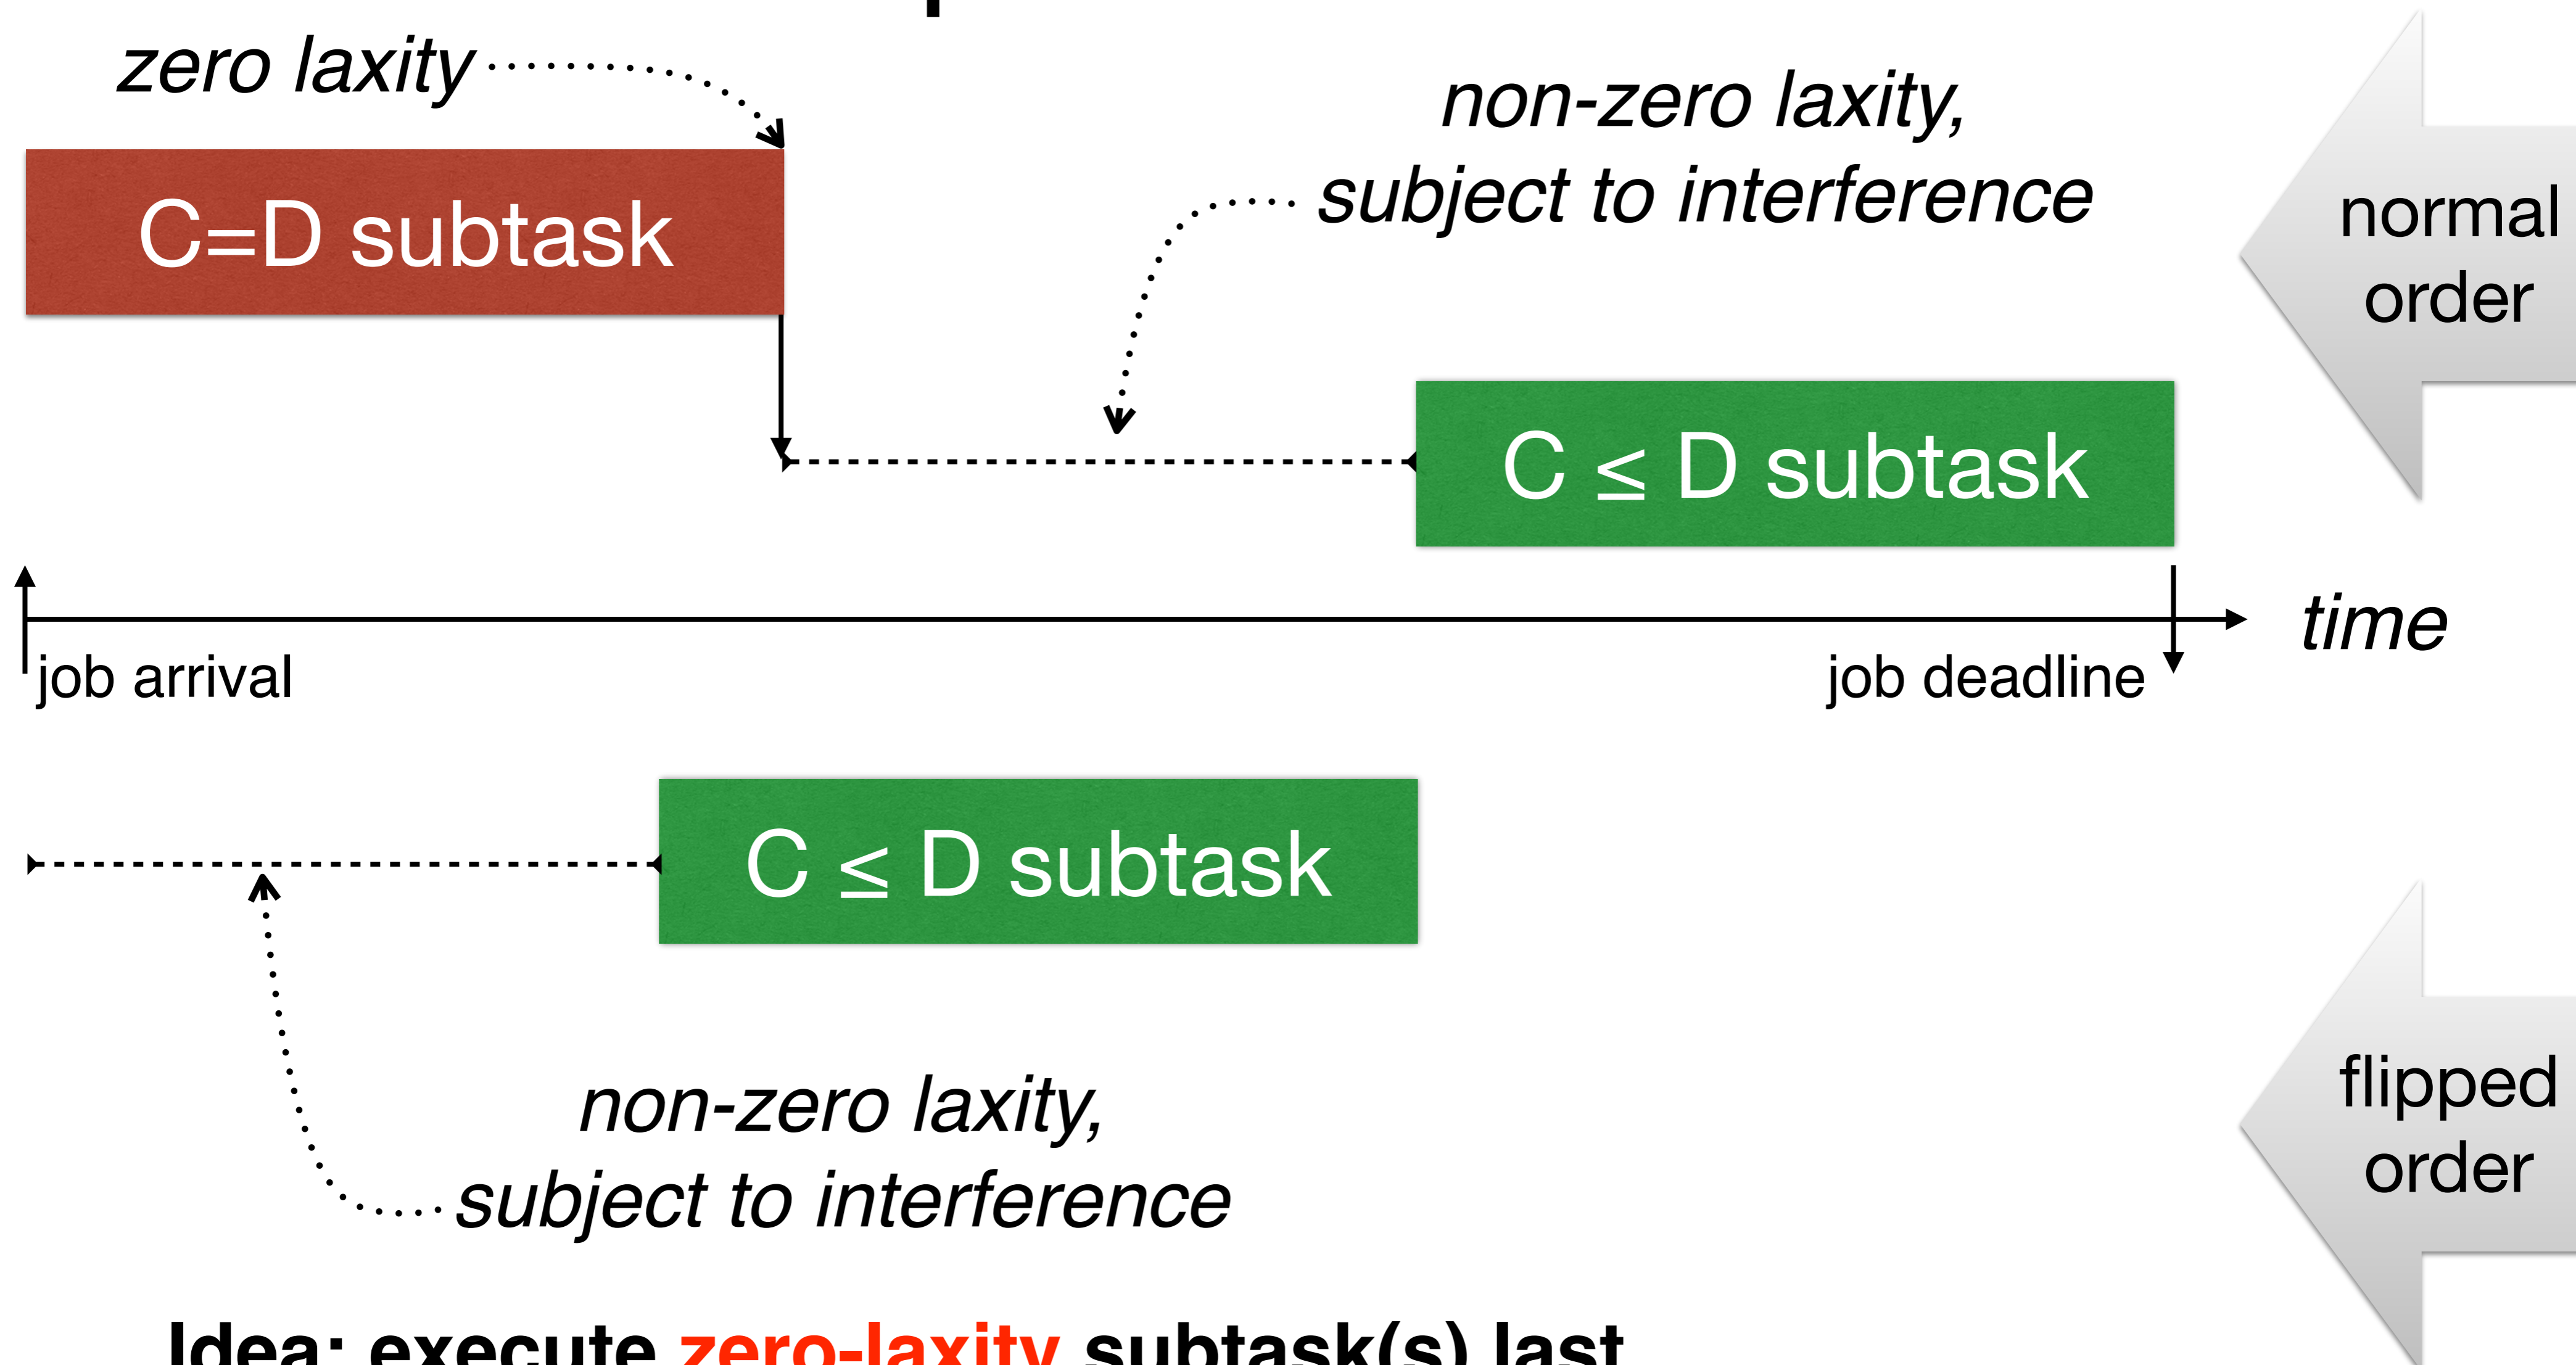 zero laxity
non-zero laxity,
subject to interference
C=D subtask
normal
order
C ≤ D subtask
time
job arrival
job deadline
C ≤ D subtask
non-zero laxity,
subject to interference
flipped
order
Idea: execute zero-laxity subtask(s) last